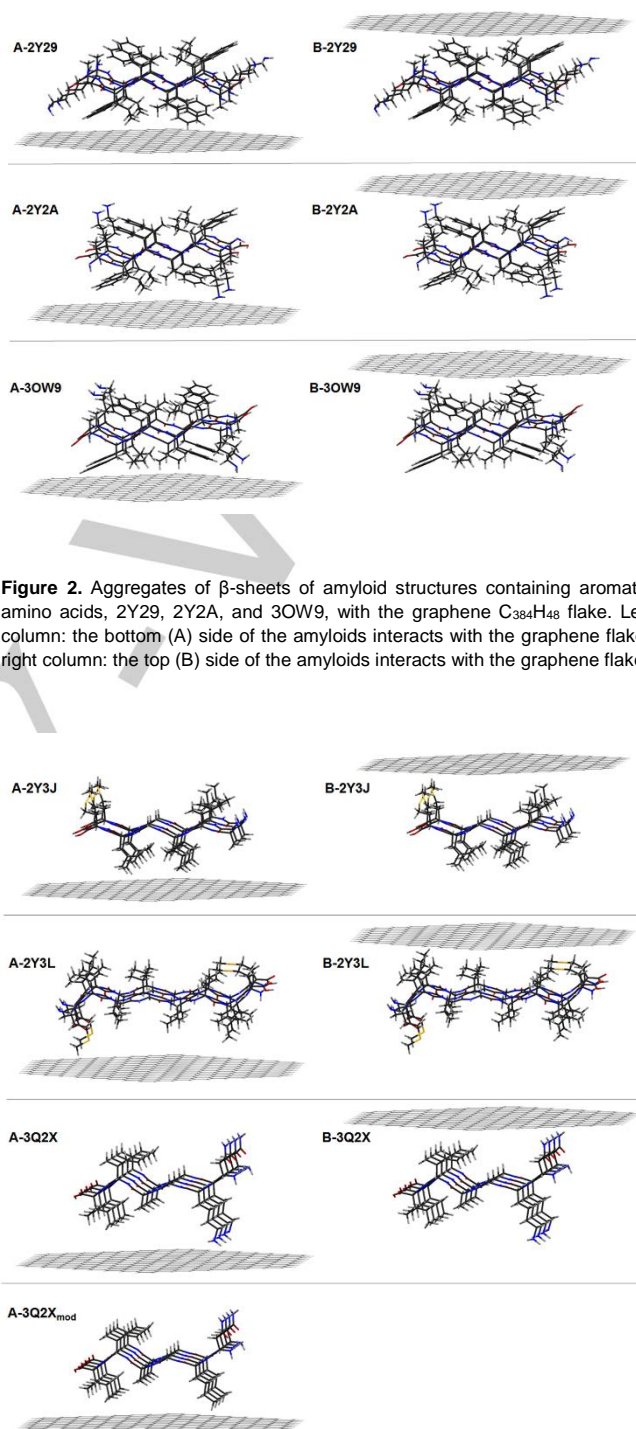 A-2Y29 B-2Y29
A-2Y2A B-2Y2A
A-3OW9 B-3OW9
Figure 2. Aggregates of β-sheets of amyloid structures containing aromat
amino acids, 2Y29, 2Y2A, and 3OW9, with the graphene C₃₈₄H₄₈ flake. Le
column: the bottom (A) side of the amyloids interacts with the graphene flake
right column: the top (B) side of the amyloids interacts with the graphene flake
A-2Y3J B-2Y3J
A-2Y3L B-2Y3L
A-3Q2X B-3Q2X
A-3Q2Xmod